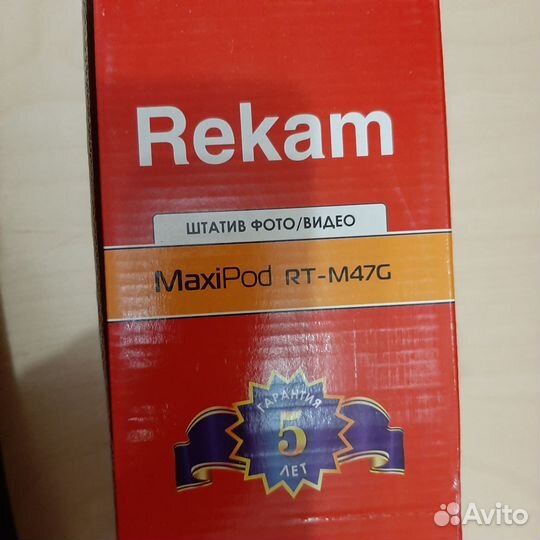 Rekam
ШТАТИВ ФОТО/ВИДЕО
MaxiPod RT-M47G
ГАРАНТИЯ
5
ЛЕТ
Avito